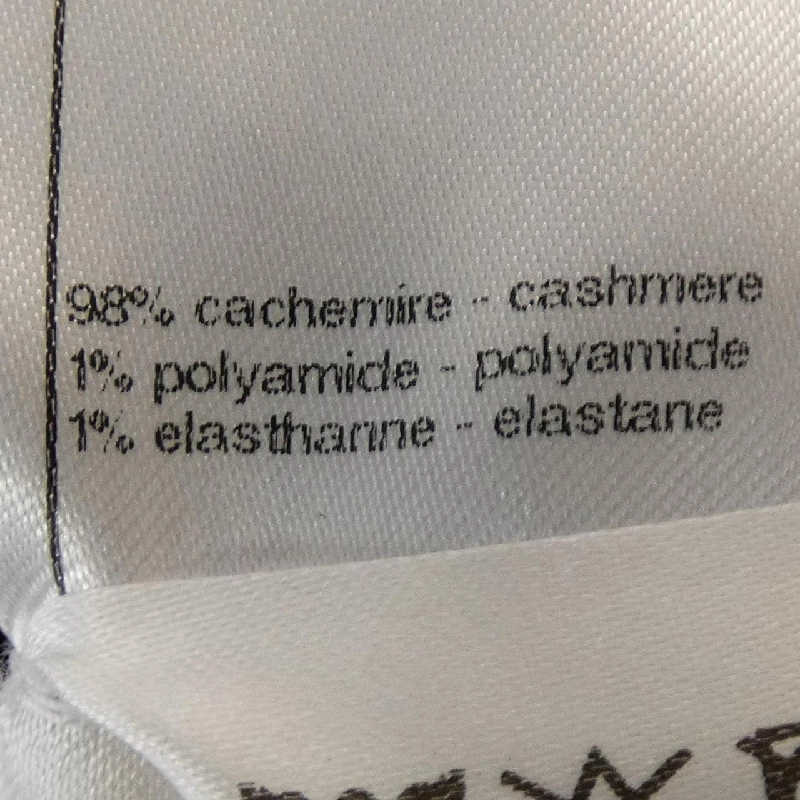 98% cachemire - cashmere
1% polyamide - polyamide
1% elasthanne - elastane